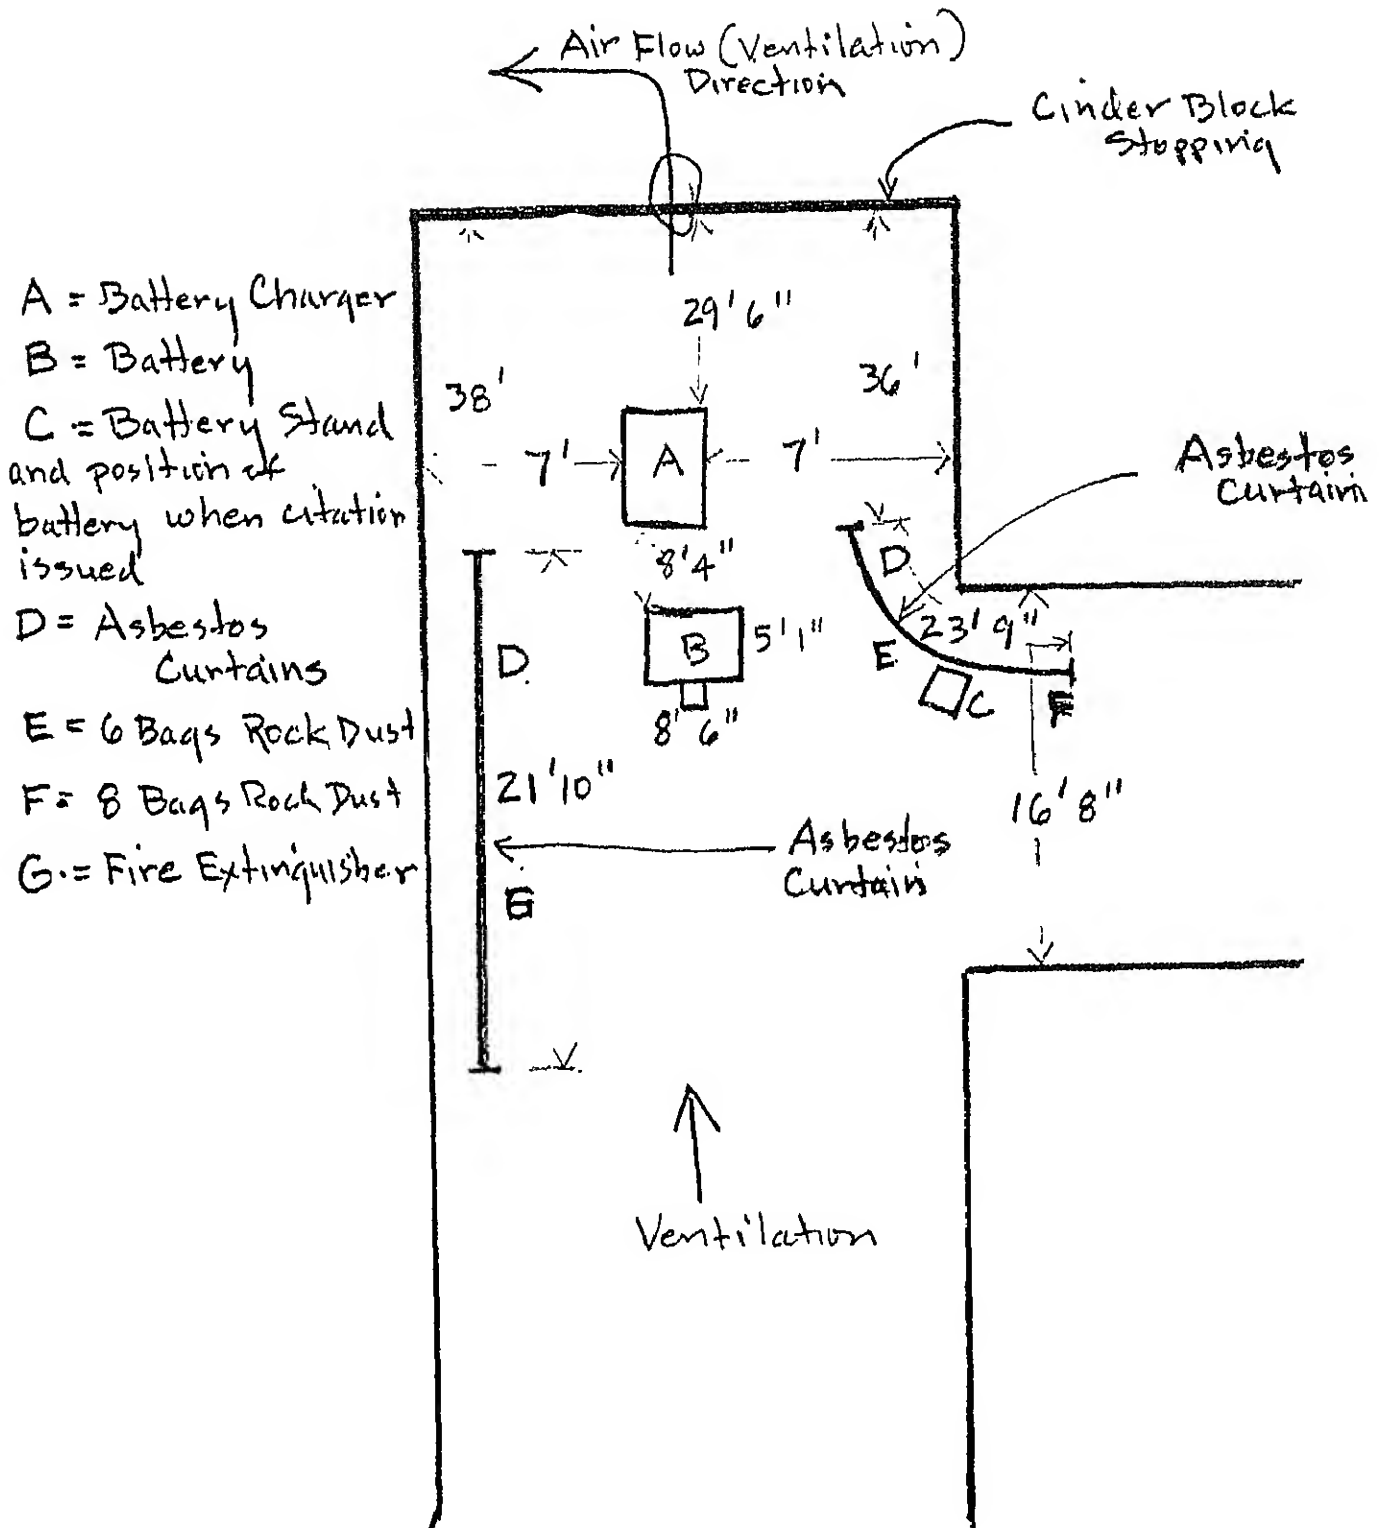 Air Flow (Ventilation)
Direction
Cinder Block
Stopping
A = Battery Charger
B = Battery
C = Battery Stand
and position of
battery when citation
issued
D = Asbestos
Curtains
E = 6 Bags Rock Dust
F = 8 Bags Rock Dust
G. = Fire Extinguisher
29' 6"
38'
36'
7'
A
7'
Asbestos
Curtain
8'4"
D
B
5'1"
23' 9"
D.
E.
C
F
8' 6"
21'10"
16' 8"
Asbestos
Curtain
Ventilation